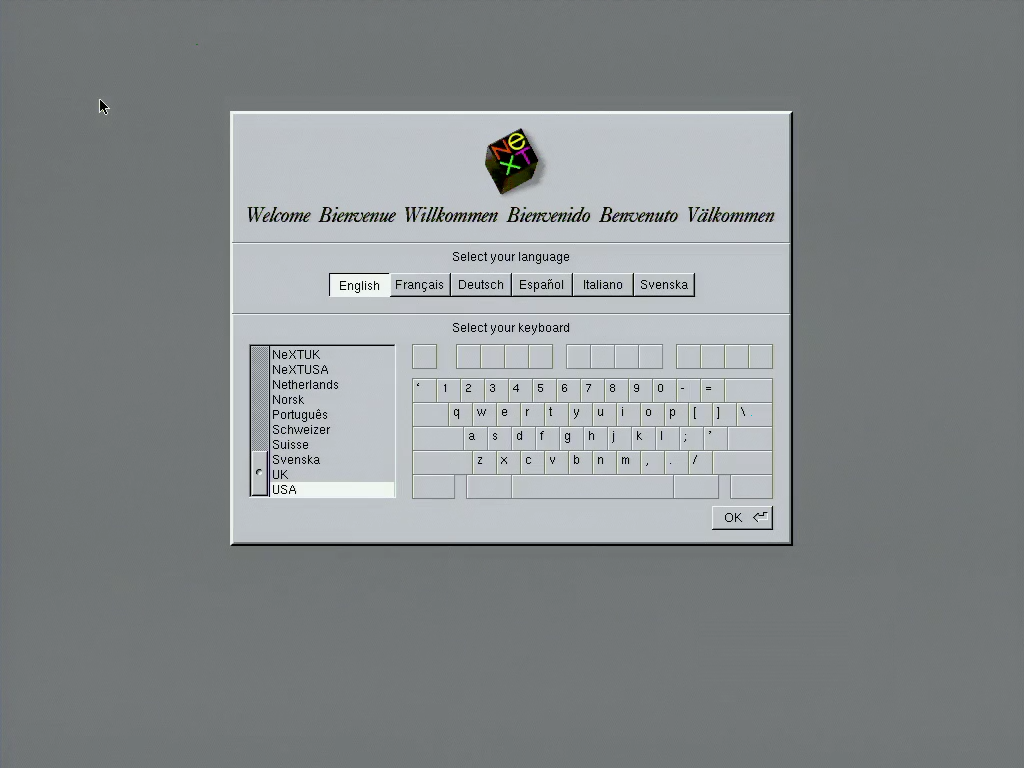 NeXT
Welcome Bienvenue Willkommen Bienvenido Benvenuto Välkommen
Select your language
English Français Deutsch Español Italiano Svenska
Select your keyboard
NeXTUK
NeXTUSA
Netherlands
Norsk
Português
Schweizer
Suisse
Svenska
UK
USA
‘ 1 2 3 4 5 6 7 8 9 0 - =
q w e r t y u i o p [ ] \
a s d f g h j k l ; ’
z x c v b n m , . /
OK